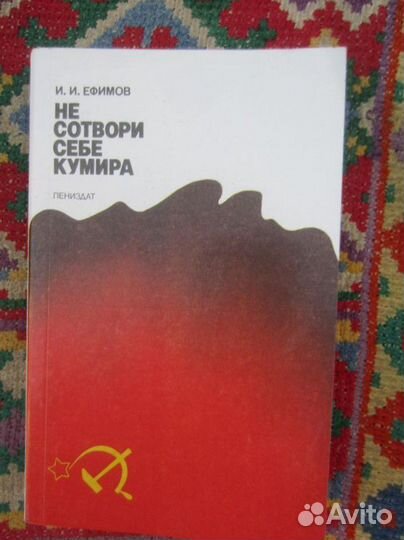 И. И. ЕФИМОВ
НЕ
СОТВОРИ
СЕБЕ
КУМИРА
ЛЕНИЗДАТ
Avito